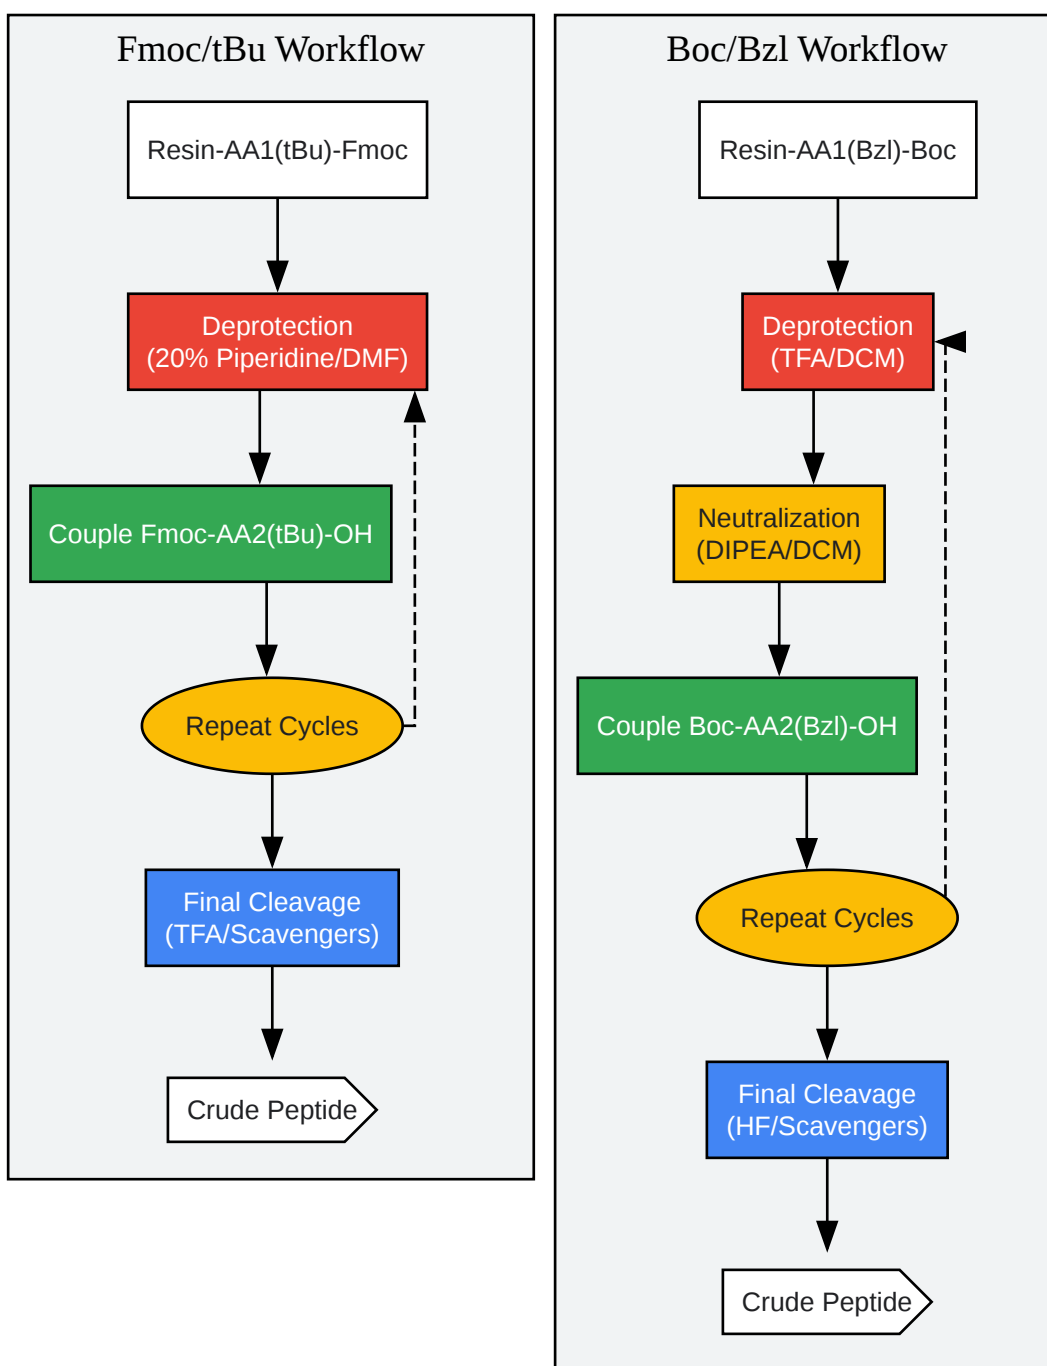 Fmoc/tBu Workflow
Resin-AA1(tBu)-Fmoc
Deprotection
(20% Piperidine/DMF)
Couple Fmoc-AA2(tBu)-OH
Repeat Cycles
Final Cleavage
(TFA/Scavengers)
Crude Peptide
Boc/Bzl Workflow
Resin-AA1(Bzl)-Boc
Deprotection
(TFA/DCM)
Neutralization
(DIPEA/DCM)
Couple Boc-AA2(Bzl)-OH
Repeat Cycles
Final Cleavage
(HF/Scavengers)
Crude Peptide